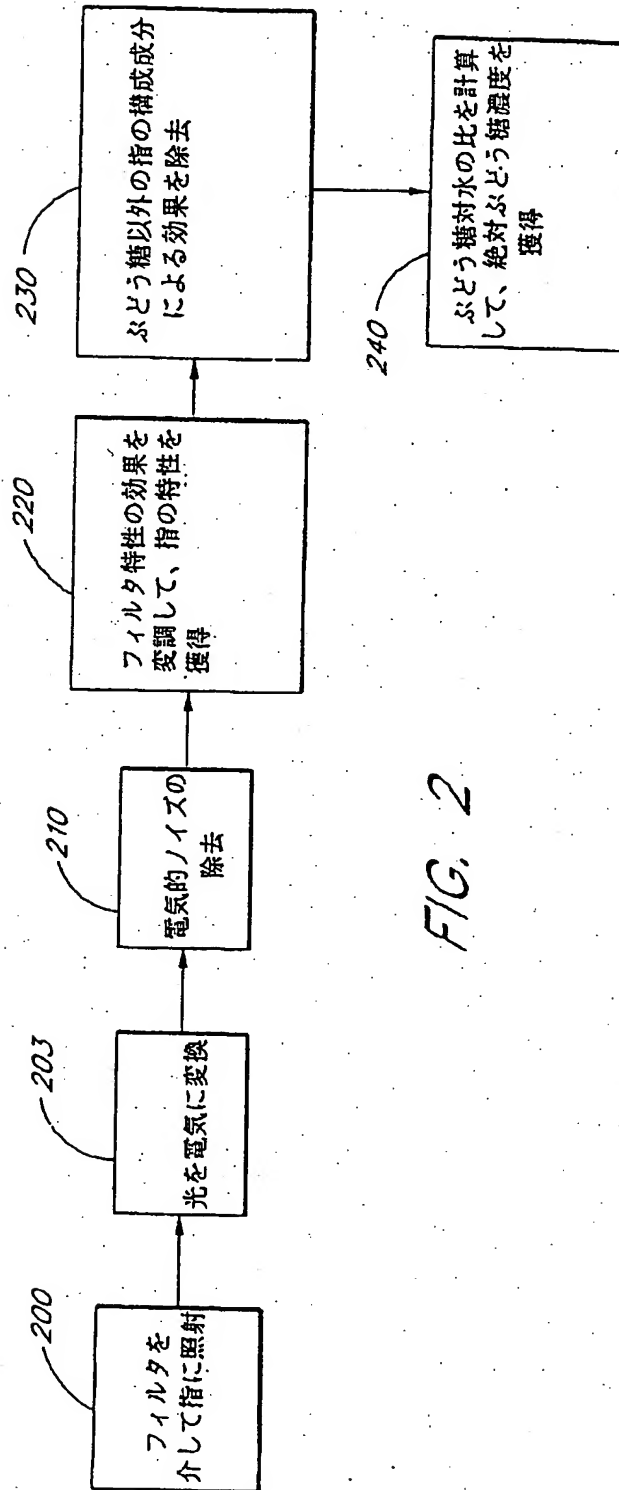 200
フィルタを
介して指に照射
203
光を電気に変換
210
電気的ノイズの
除去
220
フィルタ特性の効果を
変調して、指の特性を
獲得
230
ぶどう糖以外の指の構成成分
による効果を除去
240
ぶどう糖対水の比を計算
して、絶対ぶどう糖濃度を
獲得
FIG. 2